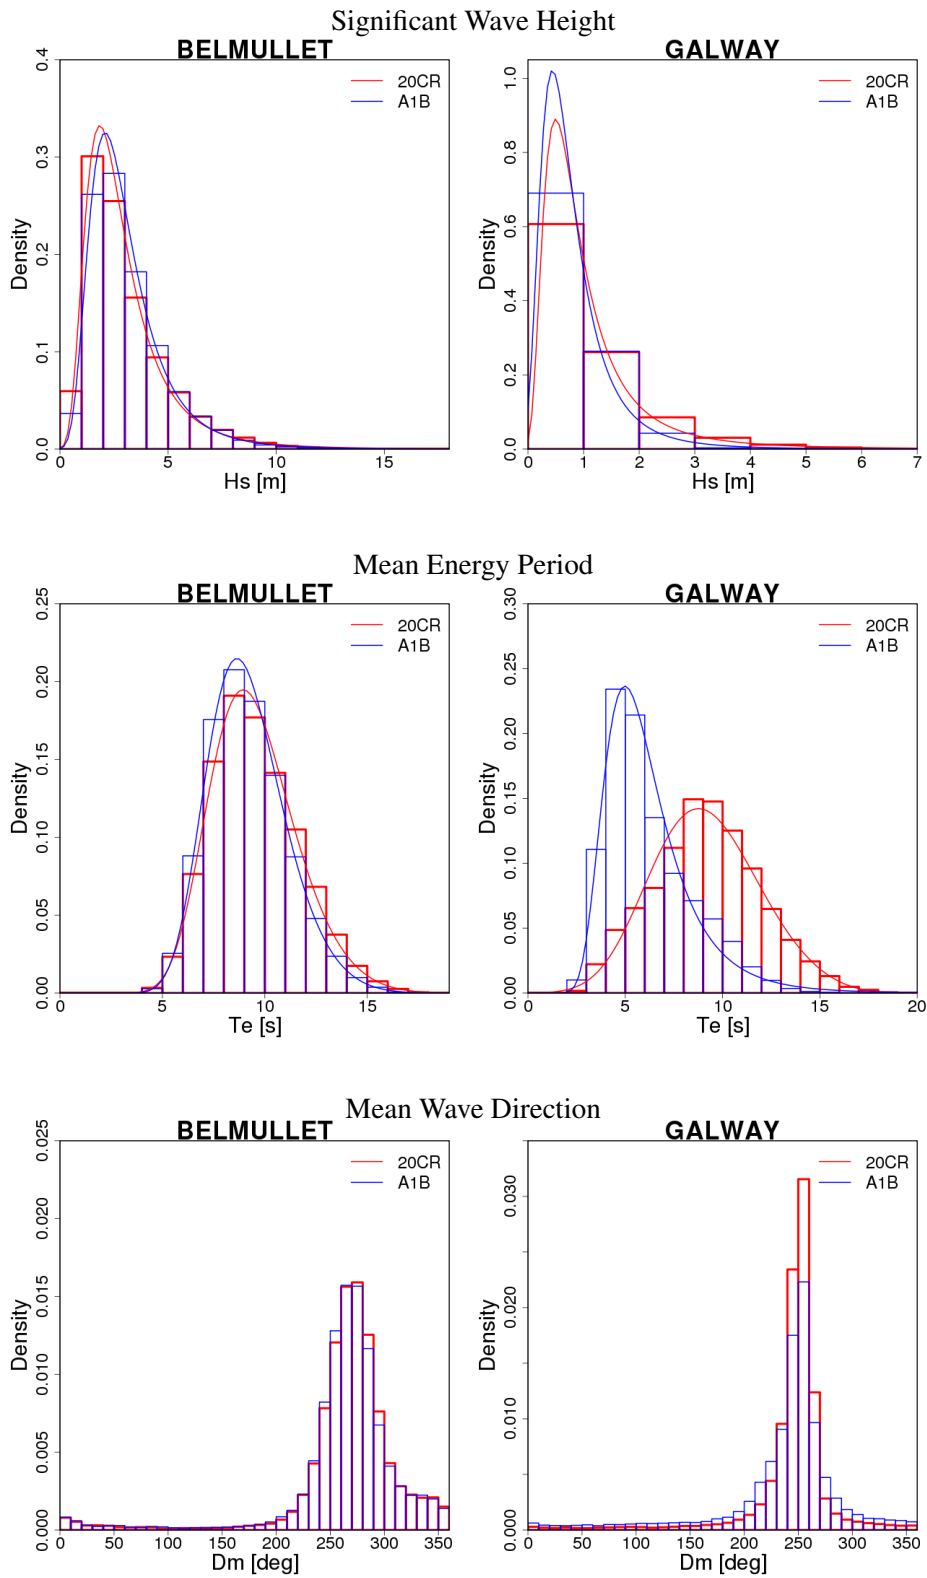 Significant Wave Height
BELMULLET
GALWAY
20CR
A1B
20CR
A1B
Density
0.0 0.1 0.2 0.3 0.4
0 5 10 15
Hs [m]
Density
0.0 0.2 0.4 0.6 0.8 1.0
0 1 2 3 4 5 6 7
Hs [m]
Mean Energy Period
BELMULLET
GALWAY
20CR
A1B
20CR
A1B
Density
0.00 0.05 0.10 0.15 0.20 0.25
0 5 10 15
Te [s]
Density
0.00 0.05 0.10 0.15 0.20 0.25 0.30
0 5 10 15 20
Te [s]
Mean Wave Direction
BELMULLET
GALWAY
20CR
A1B
20CR
A1B
Density
0.000 0.005 0.010 0.015 0.020 0.025
0 50 100 150 200 250 300 350
Dm [deg]
Density
0.000 0.010 0.020 0.030
0 50 100 150 200 250 300 350
Dm [deg]